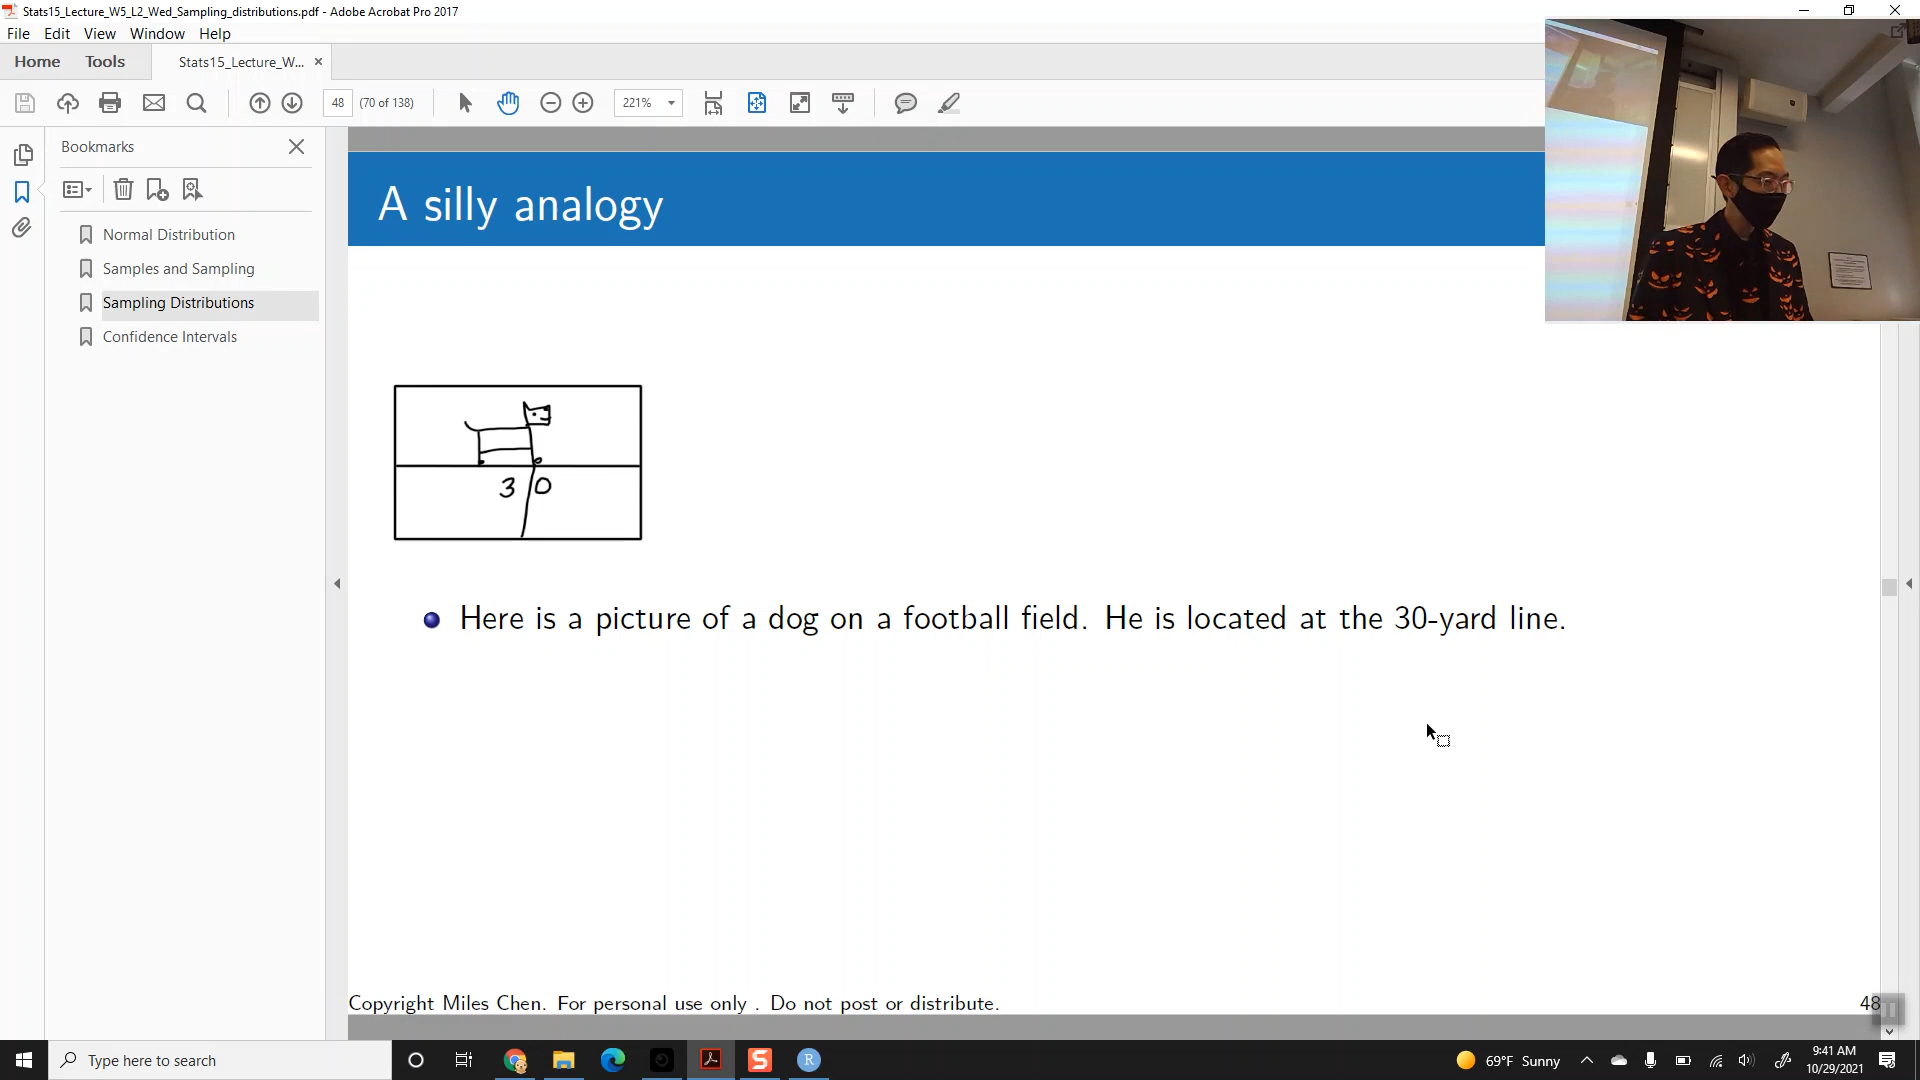 Stats15_Lecture_W5_L2_Wed_Sampling_distributions.pdf - Adobe Acrobat Pro 2017
File Edit View Window Help
Home Tools Stats15_Lecture_W... ×
48 (70 of 138) 221%
Bookmarks
Normal Distribution
Samples and Sampling
Sampling Distributions
Confidence Intervals
A silly analogy
3 0
Here is a picture of a dog on a football field. He is located at the 30-yard line.
Copyright Miles Chen. For personal use only . Do not post or distribute.
48
Type here to search
69°F Sunny
9:41 AM
10/29/2021